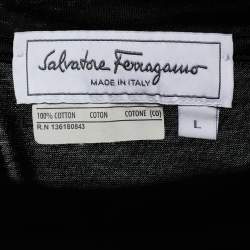 Salvatore Ferragamo
MADE IN ITALY
100% COTTON COTON COTONE (CO)
R.N 136180843
L